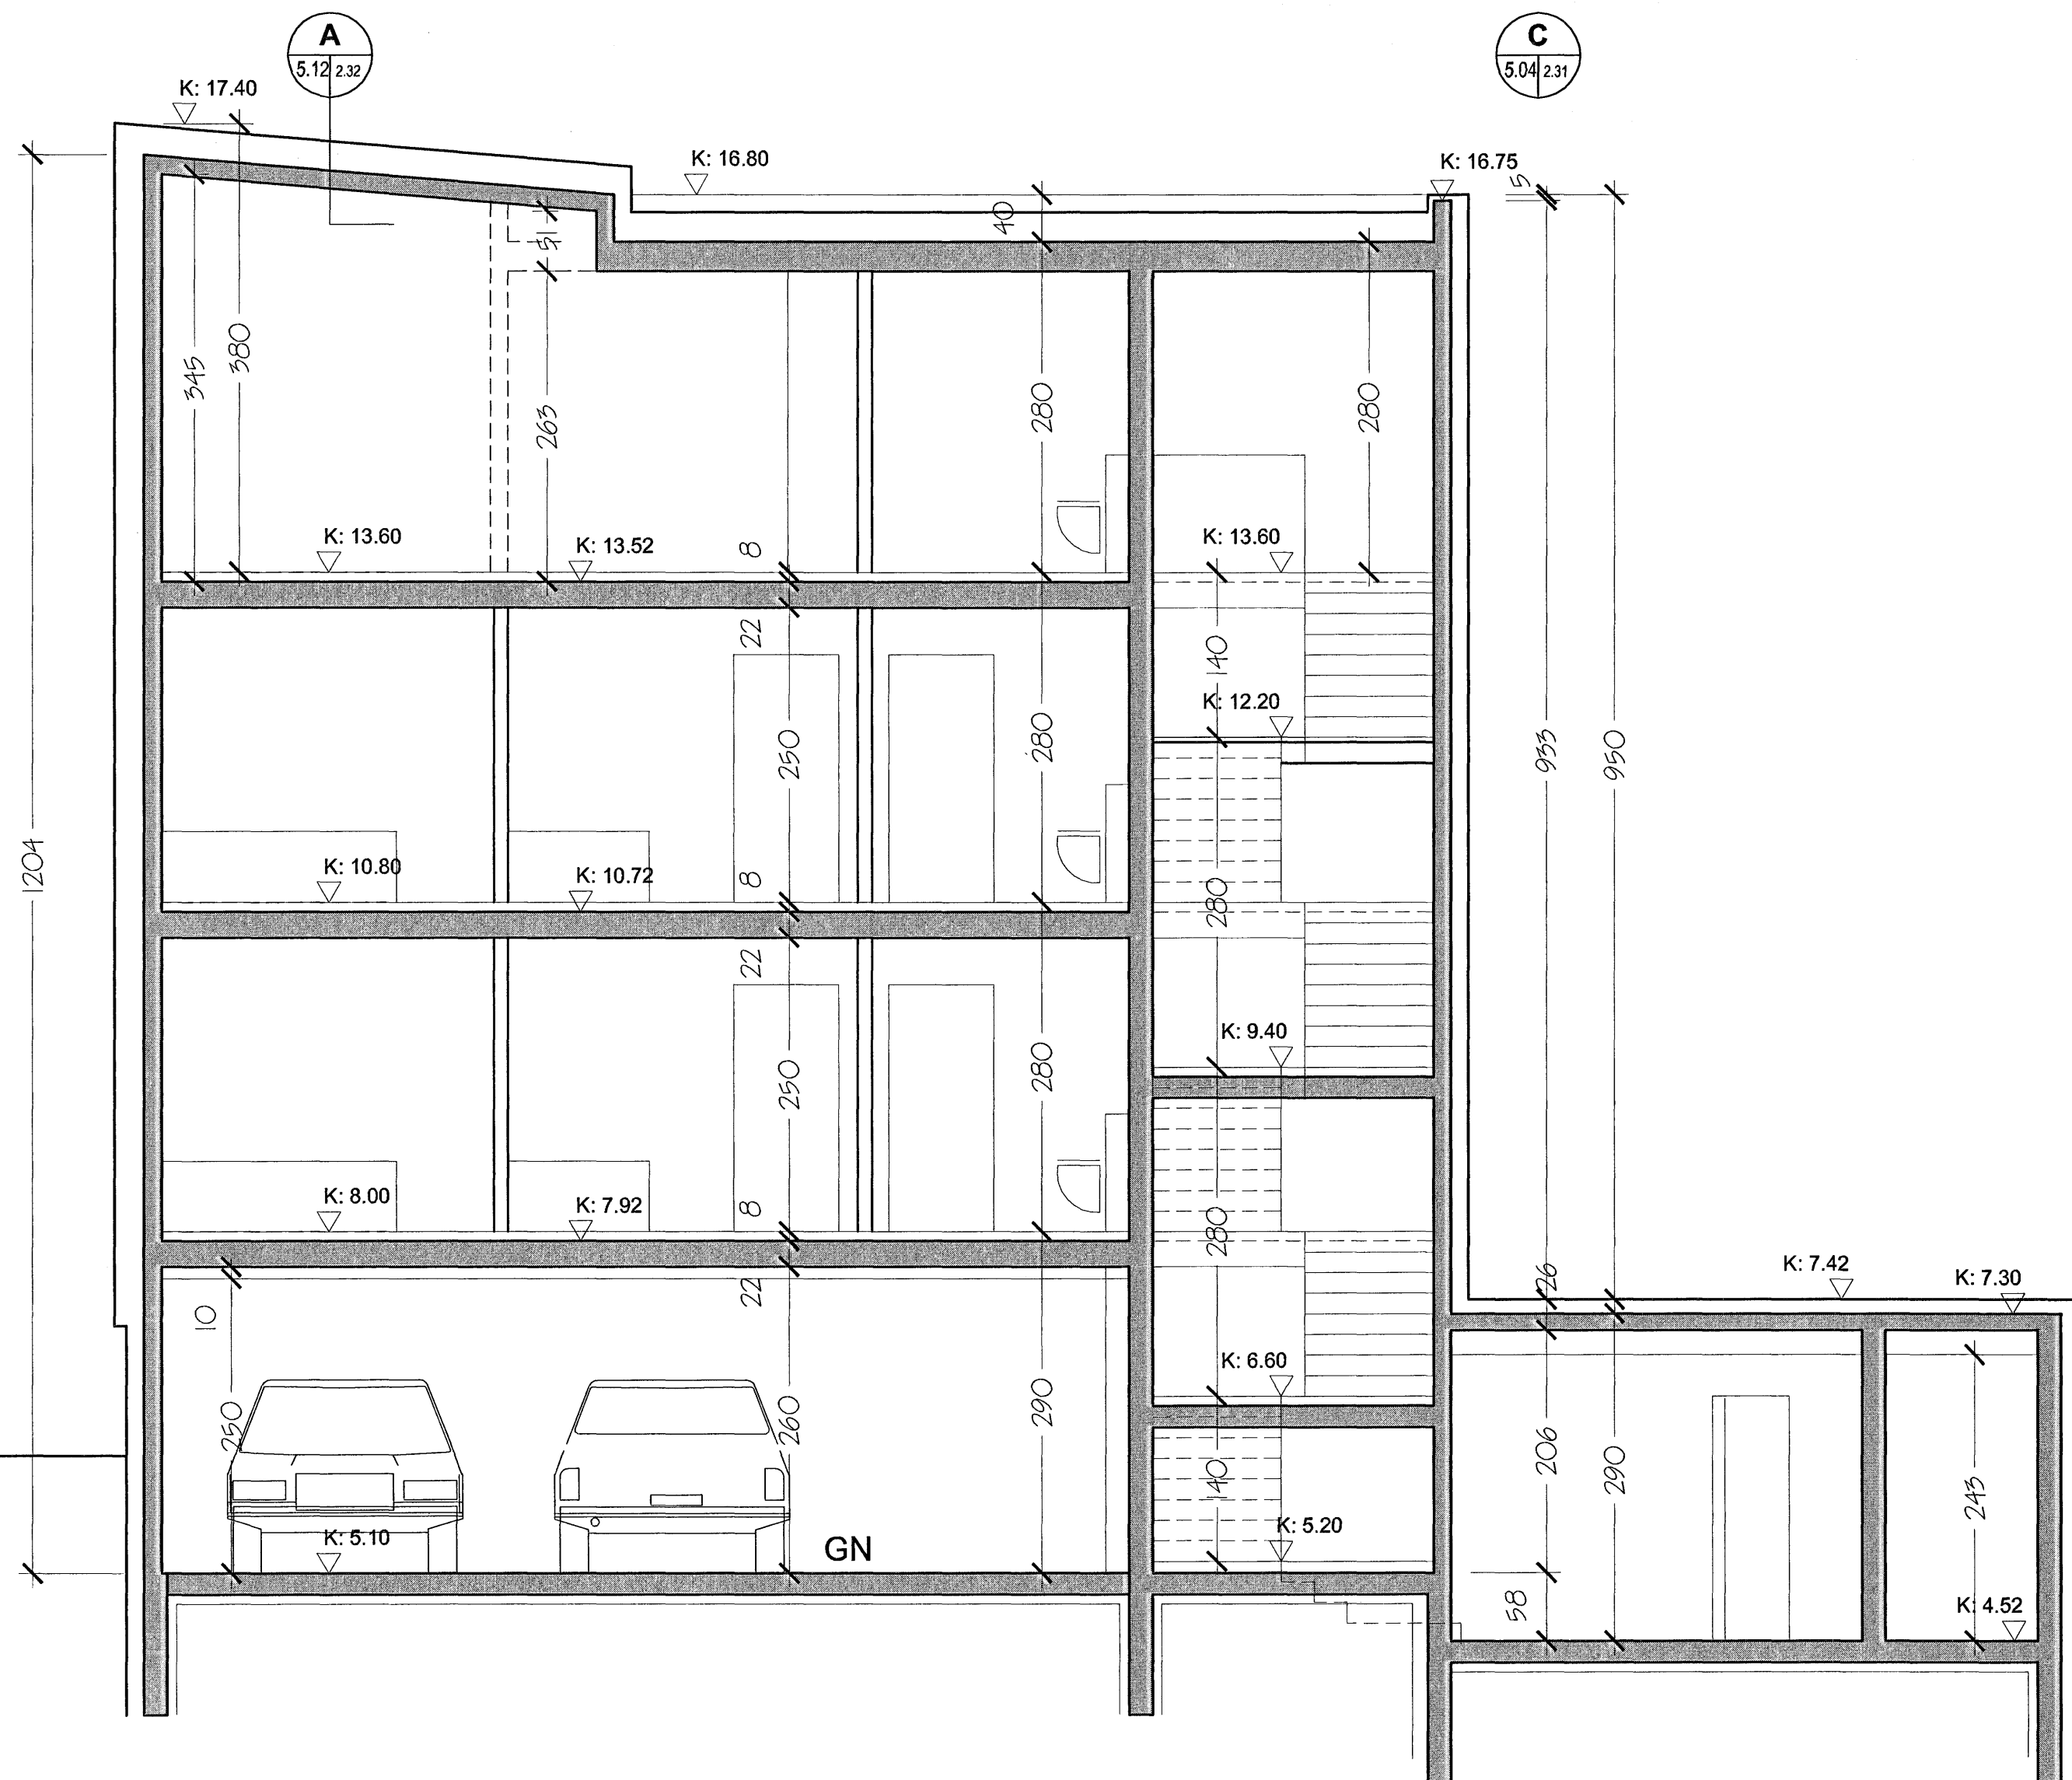 A
5.12 2.32
C
5.04 2.31
K: 17.40
K: 16.80
K: 16.75
5
40
51
345
380
263
280
280
K: 13.60
K: 13.52
8
K: 13.60
22
140
K: 12.20
250
280
933
950
1204
K: 10.80
K: 10.72
8
280
22
K: 9.40
250
280
K: 8.00
K: 7.92
8
280
K: 7.42
K: 7.30
26
22
10
K: 6.60
250
260
290
206
290
140
243
K: 5.10
GN
K: 5.20
58
K: 4.52